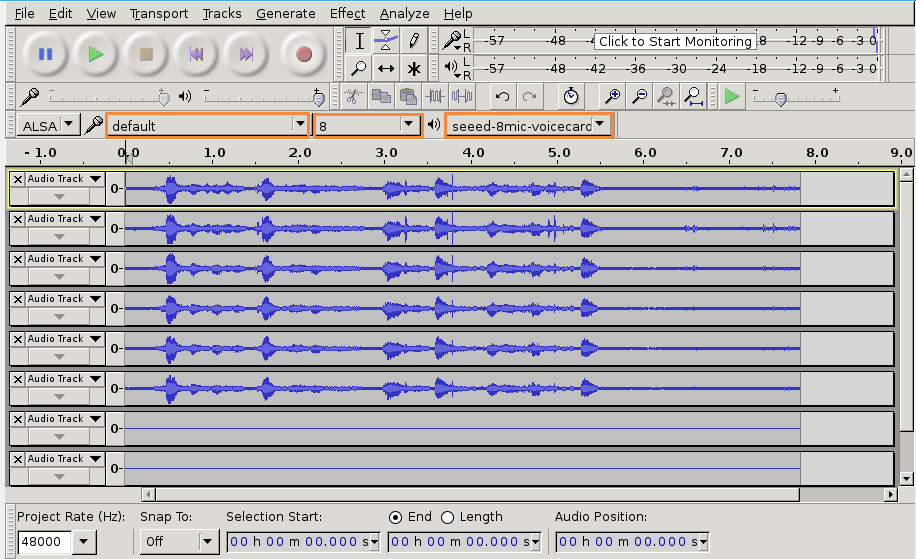 File Edit View Transport Tracks Generate Effect Analyze Help
L
R -57 -48 -4 Click to Start Monitoring 8 -12 -9 -6 -3 0
L
R -57 -48 -42 -36 -30 -24 -18 -12 -9 -6 -3 0
- + - +
- +
ALSA default 8 seeed-8mic-voicecard
- 1.0 0.0 1.0 2.0 3.0 4.0 5.0 6.0 7.0 8.0 9.0
X Audio Track 0-
X Audio Track 0-
X Audio Track 0-
X Audio Track 0-
X Audio Track 0-
X Audio Track 0-
X Audio Track 0-
X Audio Track 0-
Project Rate (Hz): Snap To: Selection Start: End Length Audio Position:
48000 Off 00 h 00 m 00.000 s 00 h 00 m 00.000 s 00 h 00 m 00.000 s